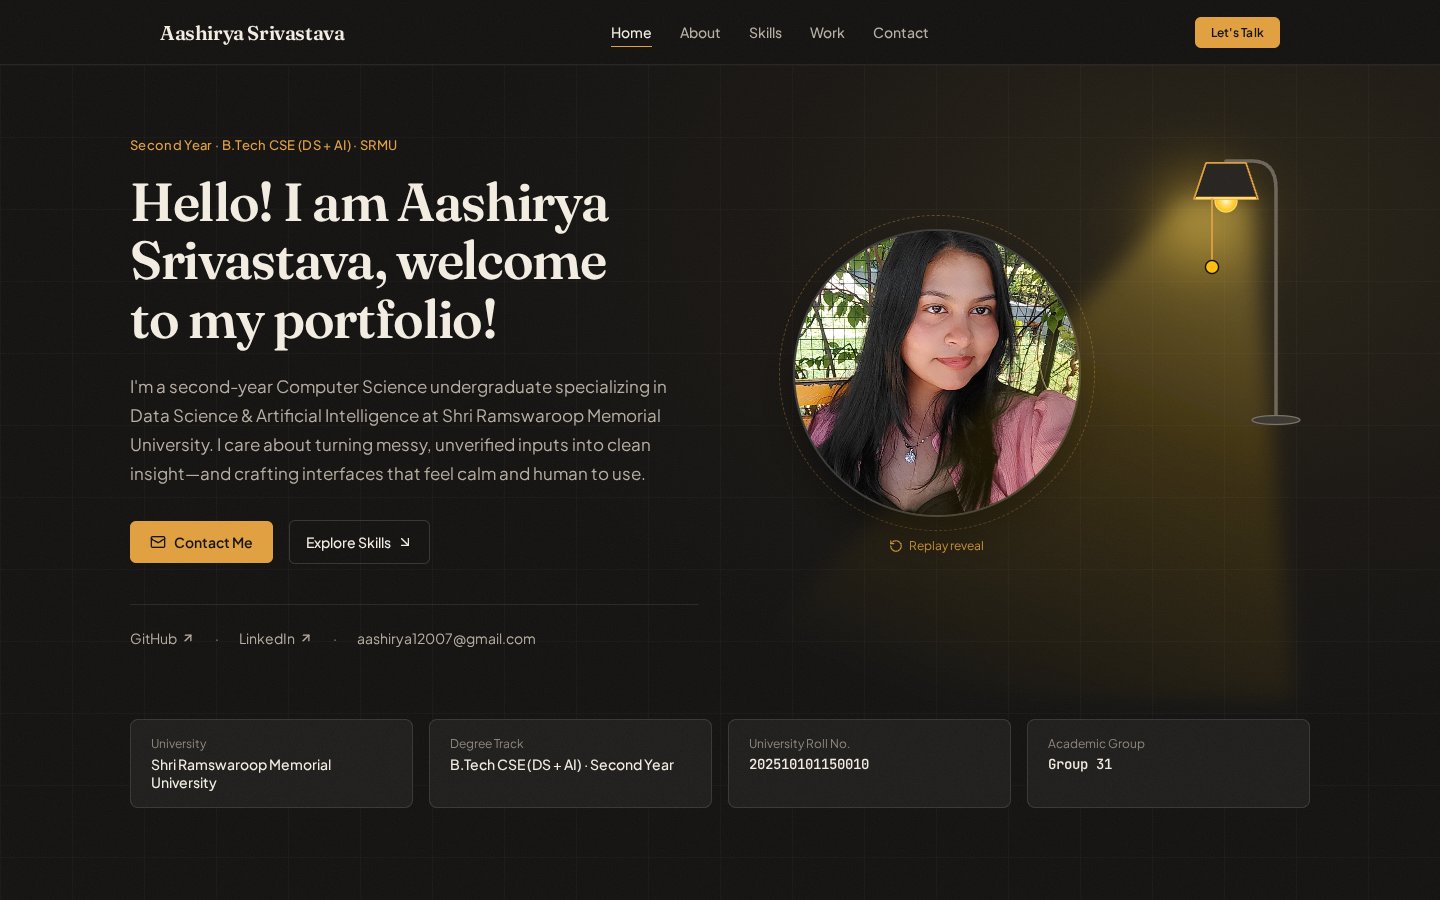 Aashirya Srivastava
Home
About
Skills
Work
Contact
Let's Talk
Second Year · B.Tech CSE (DS + AI) · SRMU
Hello! I am Aashirya
Srivastava, welcome
to my portfolio!
I'm a second-year Computer Science undergraduate specializing in
Data Science & Artificial Intelligence at Shri Ramswaroop Memorial
University. I care about turning messy, unverified inputs into clean
insight—and crafting interfaces that feel calm and human to use.
Contact Me
Explore Skills
Replay reveal
GitHub
·
LinkedIn
·
aashirya12007@gmail.com
University
Shri Ramswaroop Memorial
University
Degree Track
B.Tech CSE (DS + AI) · Second Year
University Roll No.
202510101150010
Academic Group
Group 31